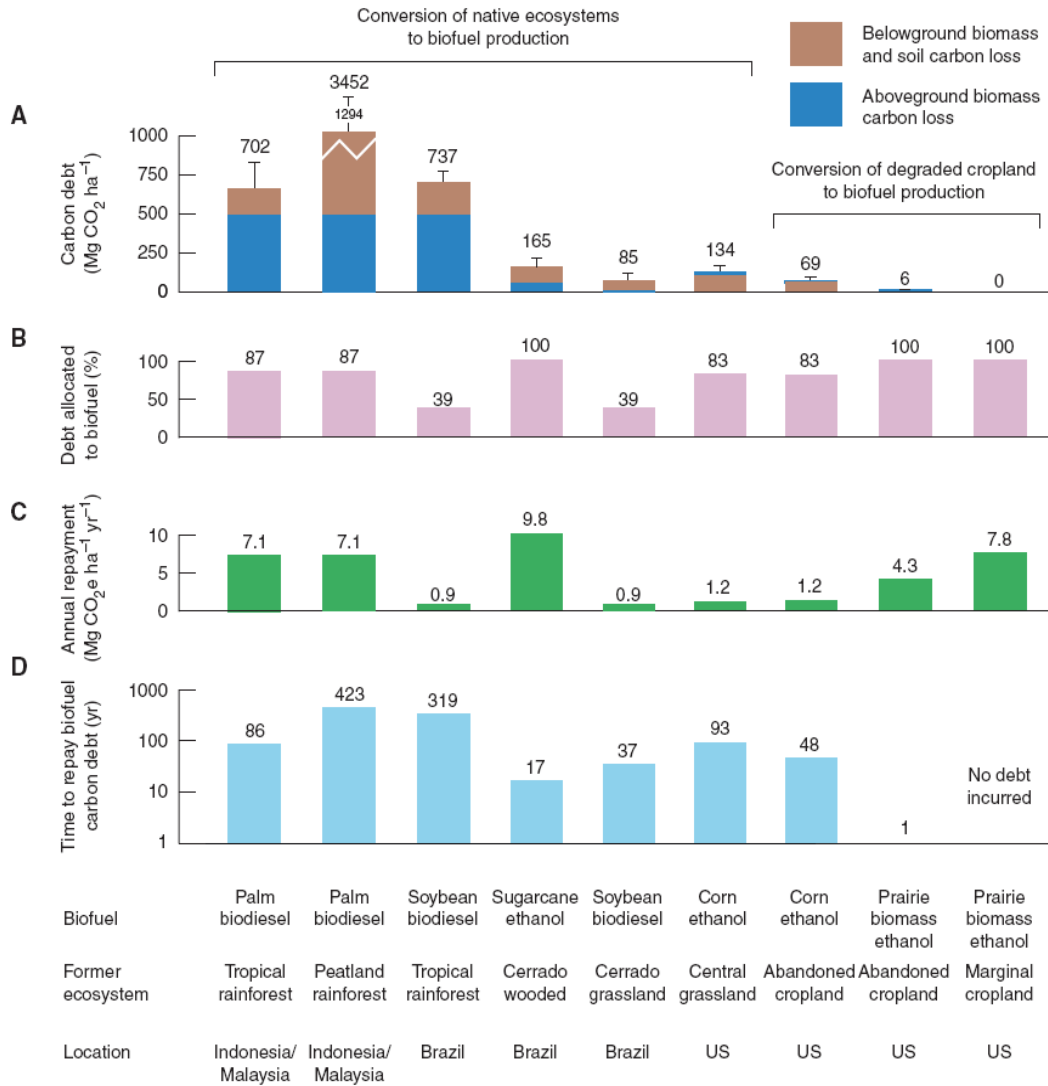 Conversion of native ecosystems
to biofuel production
Belowground biomass
and soil carbon loss
Aboveground biomass
carbon loss
Conversion of degraded cropland
to biofuel production
A
Carbon debt
(Mg CO₂ ha⁻¹)
1000
750
500
250
0
702
3452
1294
737
165
85
134
69
6
0
B
Debt allocated
to biofuel (%)
100
50
0
87
87
39
100
39
83
83
100
100
C
Annual repayment
(Mg CO₂e ha⁻¹ yr⁻¹)
10
5
0
7.1
7.1
0.9
9.8
0.9
1.2
1.2
4.3
7.8
D
Time to repay biofuel
carbon debt (yr)
1000
100
10
1
86
423
319
17
37
93
48
1
No debt
incurred
Biofuel
Palm
biodiesel
Palm
biodiesel
Soybean
biodiesel
Sugarcane
ethanol
Soybean
biodiesel
Corn
ethanol
Corn
ethanol
Prairie
biomass
ethanol
Prairie
biomass
ethanol
Former
ecosystem
Tropical
rainforest
Peatland
rainforest
Tropical
rainforest
Cerrado
wooded
Cerrado
grassland
Central
grassland
Abandoned
cropland
Abandoned
cropland
Marginal
cropland
Location
Indonesia/
Malaysia
Indonesia/
Malaysia
Brazil
Brazil
Brazil
US
US
US
US